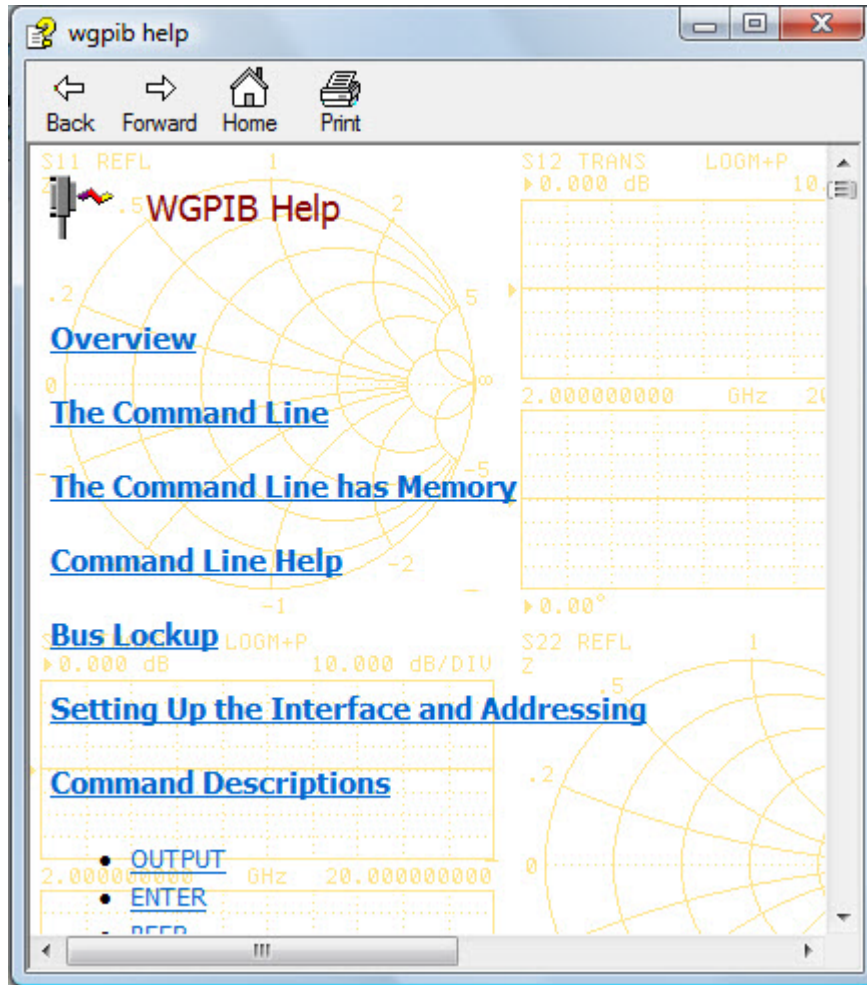 wgpib help
Back Forward Home Print
S11 REFL 1 S12 TRANS LOGM+P
Z ▶0.000 dB 10.
.5 WGPIB Help 2
.2 5
Overview
0 ∞
2.000000000 GHz 20
The Command Line
-5
The Command Line has Memory
Command Line Help
-2
-1 ▶0.00°
Bus Lockup LOGM+P S22 REFL 1
▶0.000 dB 10.000 dB/DIV Z
.5
Setting Up the Interface and Addressing
Command Descriptions .2
• OUTPUT 0
2.000000000 GHz 20.000000000
• ENTER
• BEEP